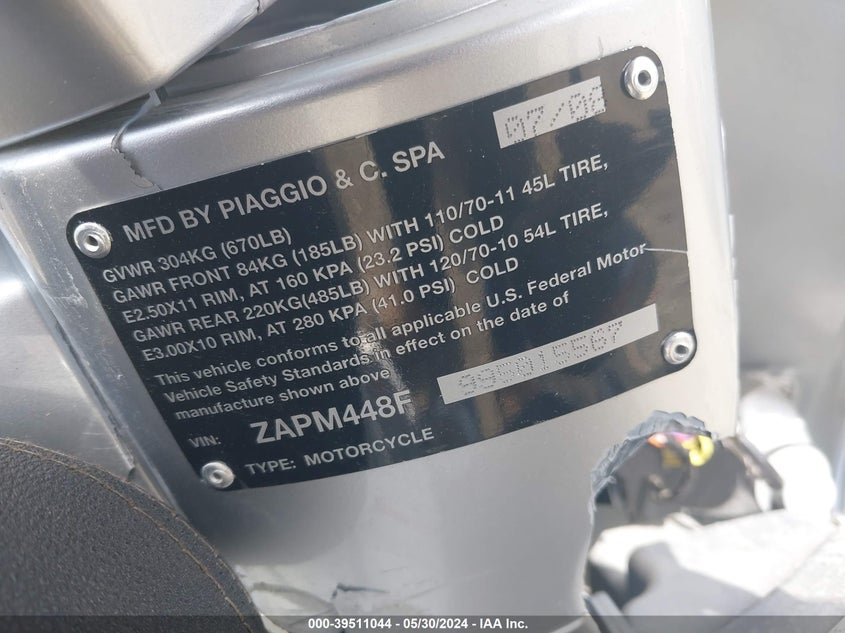 07/08
MFD BY PIAGGIO & C. SPA
GVWR 304KG (670LB)
GAWR FRONT 84KG (185LB) WITH 110/70-11 45L TIRE,
E2.50X11 RIM, AT 160 KPA (23.2 PSI) COLD
GAWR REAR 220KG(485LB) WITH 120/70-10 54L TIRE,
E3.00X10 RIM, AT 280 KPA (41.0 PSI) COLD
This vehicle conforms to all applicable U.S. Federal Motor
Vehicle Safety Standards in effect on the date of
manufacture shown above
VIN: ZAPM448F 995015567
TYPE: MOTORCYCLE
000-39511044 / 05/30/2024 - IAA Inc.